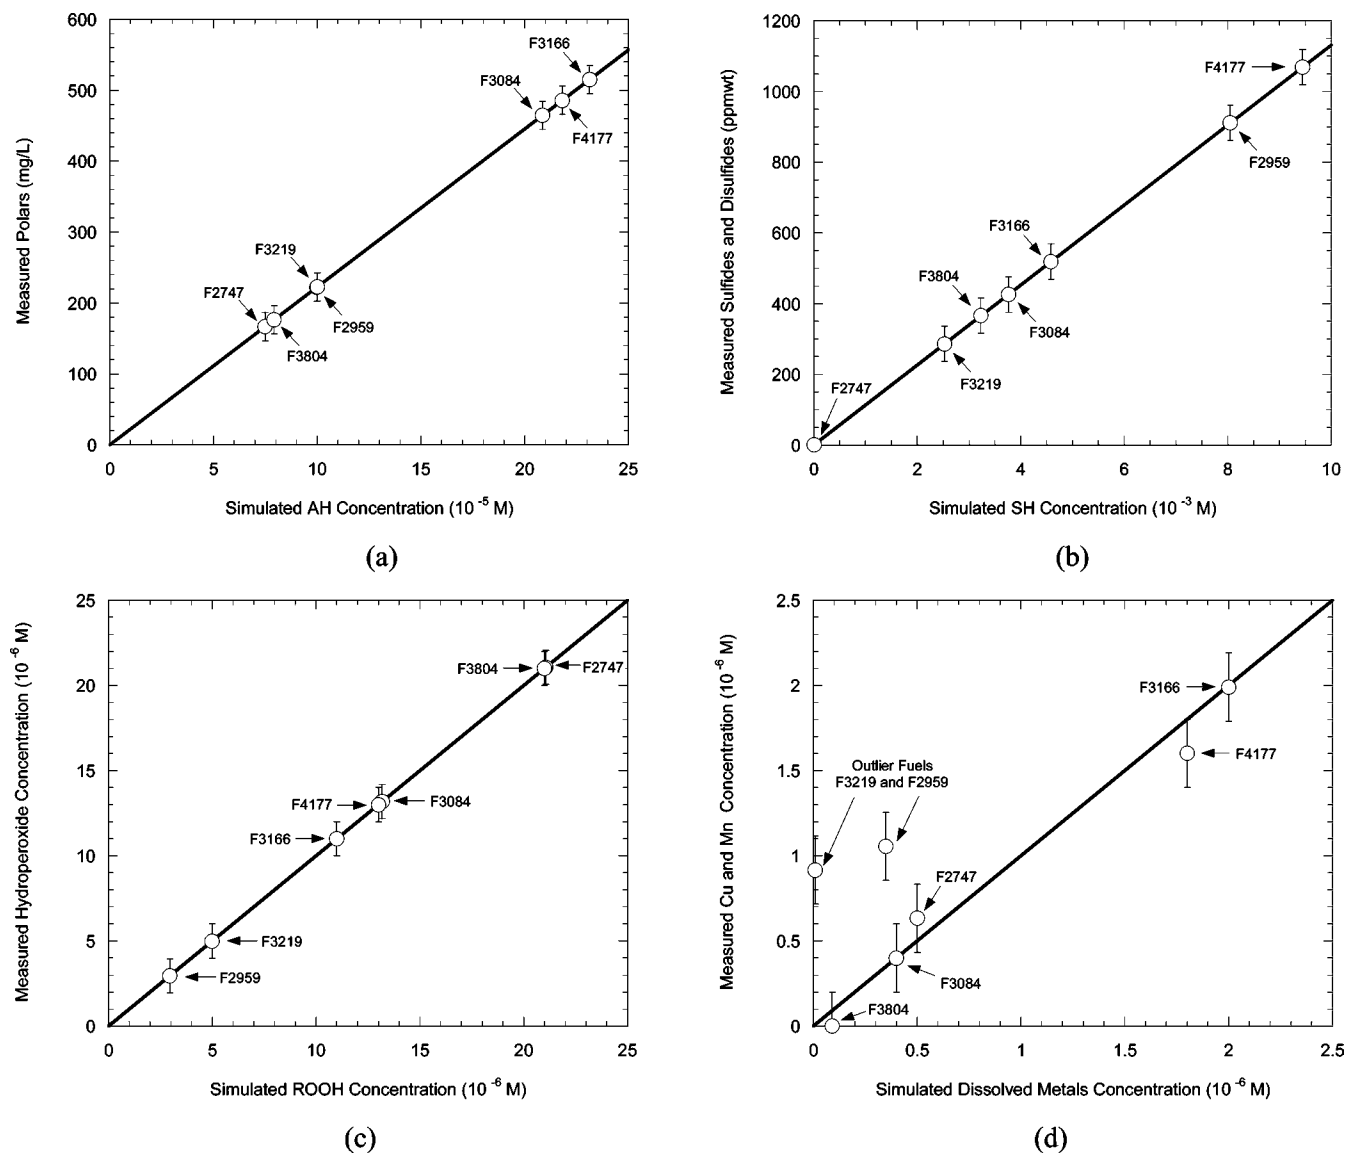 600
500
400
300
200
100
0
0 5 10 15 20 25
Measured Polars (mg/L)
Simulated AH Concentration (10 -5 M)
F3166
F3084
F4177
F3219
F2747
F2959
F3804
(a)
1200
1000
800
600
400
200
0
0 2 4 6 8 10
Measured Sulfides and Disulfides (ppmwt)
Simulated SH Concentration (10 -3 M)
F4177
F2959
F3166
F3804
F3084
F3219
F2747
(b)
25
20
15
10
5
0
0 5 10 15 20 25
Measured Hydroperoxide Concentration (10 -6 M)
Simulated ROOH Concentration (10 -6 M)
F3804 F2747
F4177 F3084
F3166
F3219
F2959
(c)
2.5
2
1.5
1
0.5
0
0 0.5 1 1.5 2 2.5
Measured Cu and Mn Concentration (10 -6 M)
Simulated Dissolved Metals Concentration (10 -6 M)
F3166
F4177
Outlier Fuels
F3219 and F2959
F2747
F3084
F3804
(d)